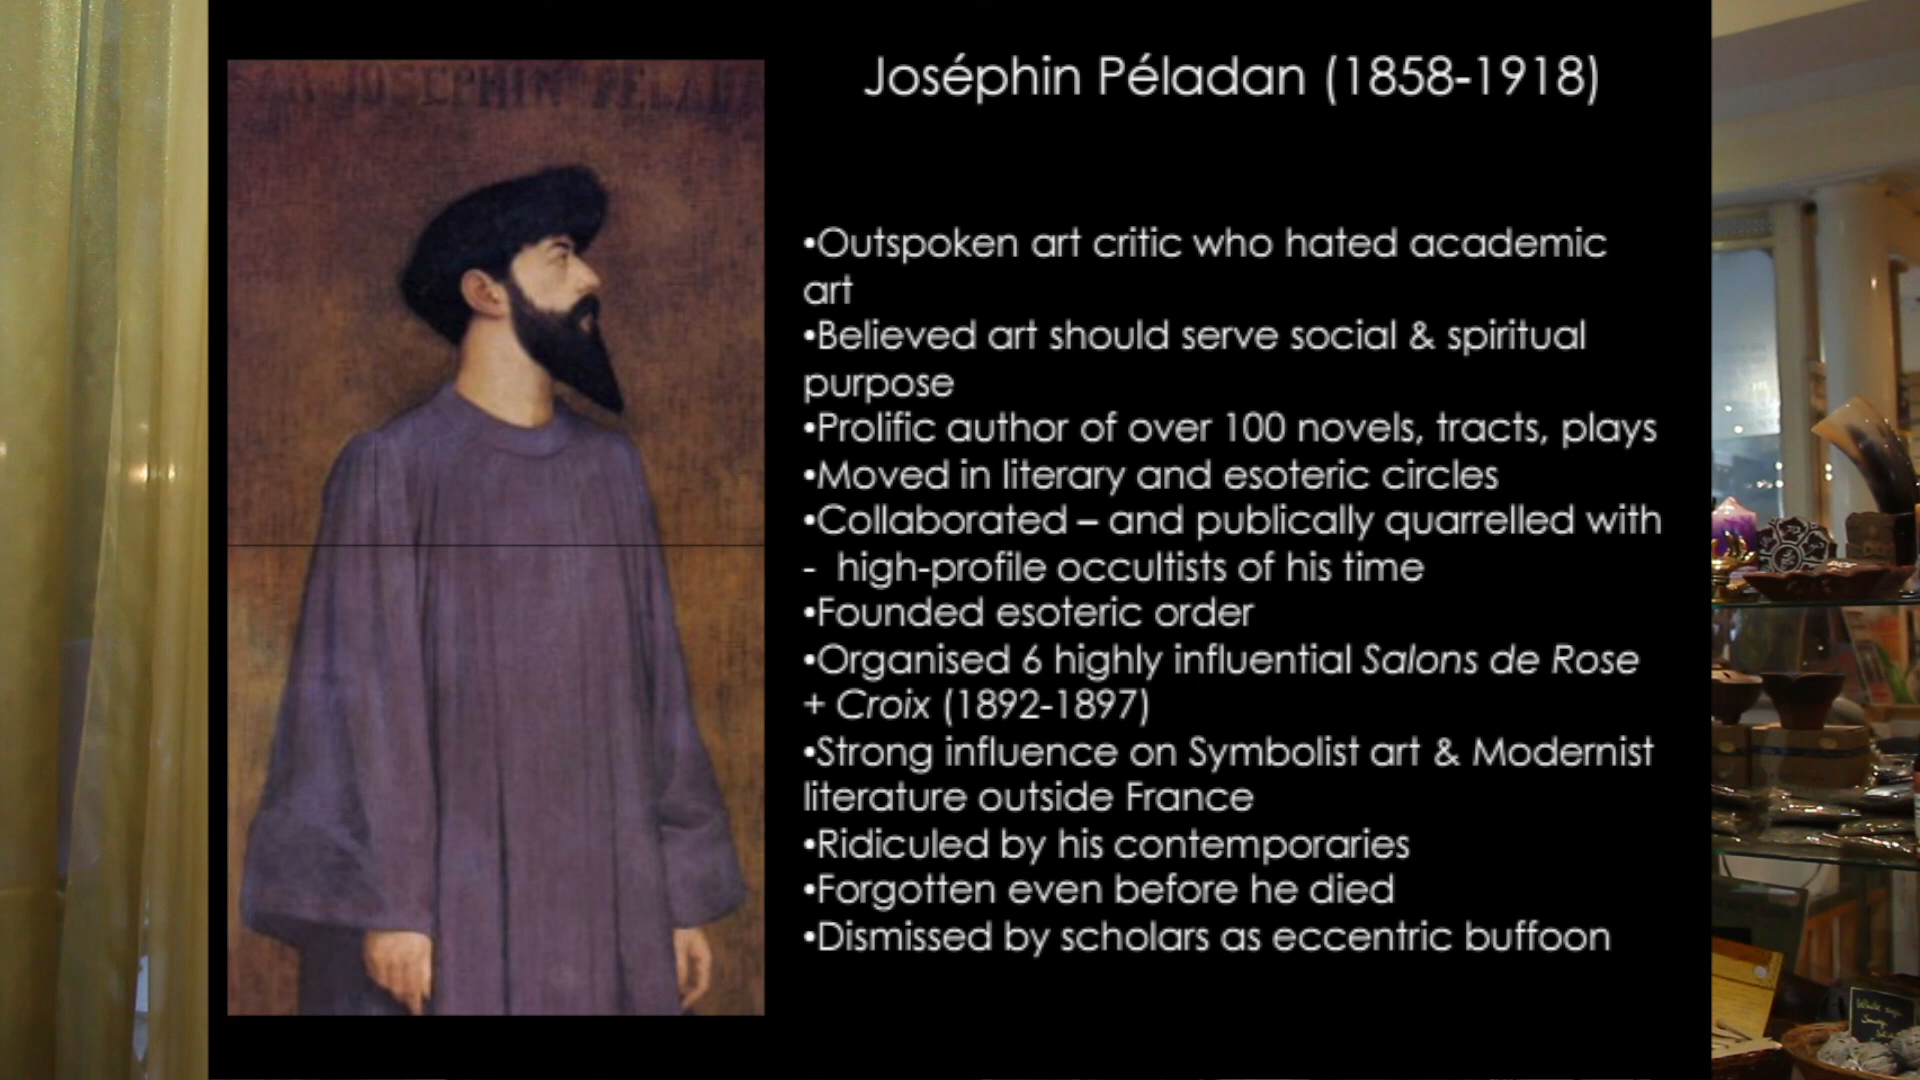 JOSEPHIN PELADA
Joséphin Péladan (1858-1918)
•Outspoken art critic who hated academic
art
•Believed art should serve social & spiritual
purpose
•Prolific author of over 100 novels, tracts, plays
•Moved in literary and esoteric circles
•Collaborated – and publically quarrelled with
- high-profile occultists of his time
•Founded esoteric order
•Organised 6 highly influential Salons de Rose
+ Croix (1892-1897)
•Strong influence on Symbolist art & Modernist
literature outside France
•Ridiculed by his contemporaries
•Forgotten even before he died
•Dismissed by scholars as eccentric buffoon
White sage